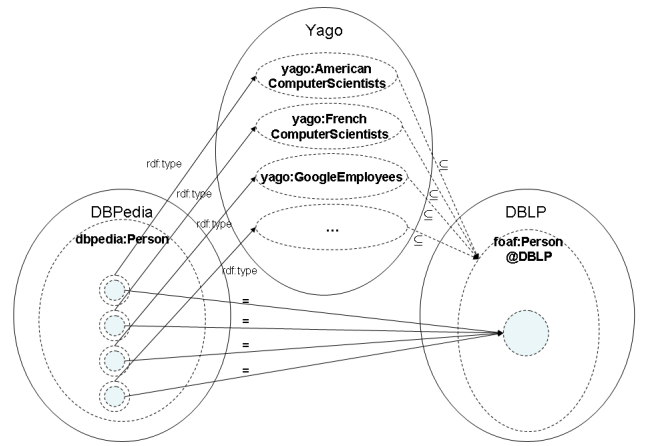 Yago
yago:American
ComputerScientists
yago:French
ComputerScientists
yago:GoogleEmployees
...
rdf:type
rdf:type
rdf:type
rdf:type
⊆
⊆
⊆
⊆
DBPedia
dbpedia:Person
DBLP
foaf:Person
@DBLP
=
=
=
=